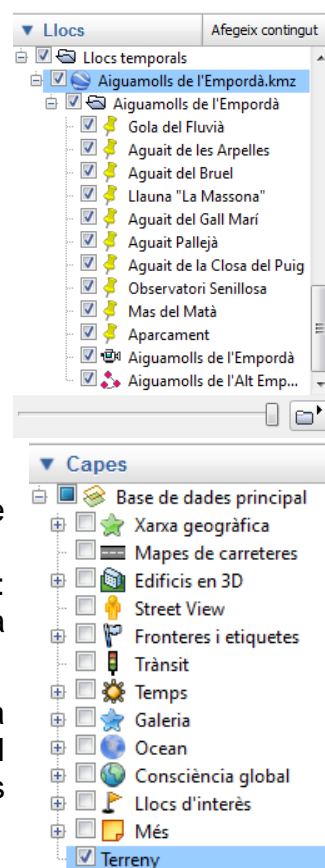 Llocs
Afegeix contingut
Llocs temporals
Aiguamolls de l'Empordà.kmz
Aiguamolls de l'Empordà
Gola del Fluvià
Aguait de les Arpelles
Aguait del Bruel
Llauna "La Massona"
Aguait del Gall Marí
Aguait Pallejà
Aguait de la Closa del Puig
Observatori Senillosa
Mas del Matà
Aparcament
Aiguamolls de l'Empordà
Aiguamolls de l'Alt Emp...
Capes
Base de dades principal
Xarxa geogràfica
Mapes de carreteres
Edificis en 3D
Street View
Fronteres i etiquetes
Trànsit
Temps
Galeria
Ocean
Consciència global
Llocs d'interès
Més
Terreny